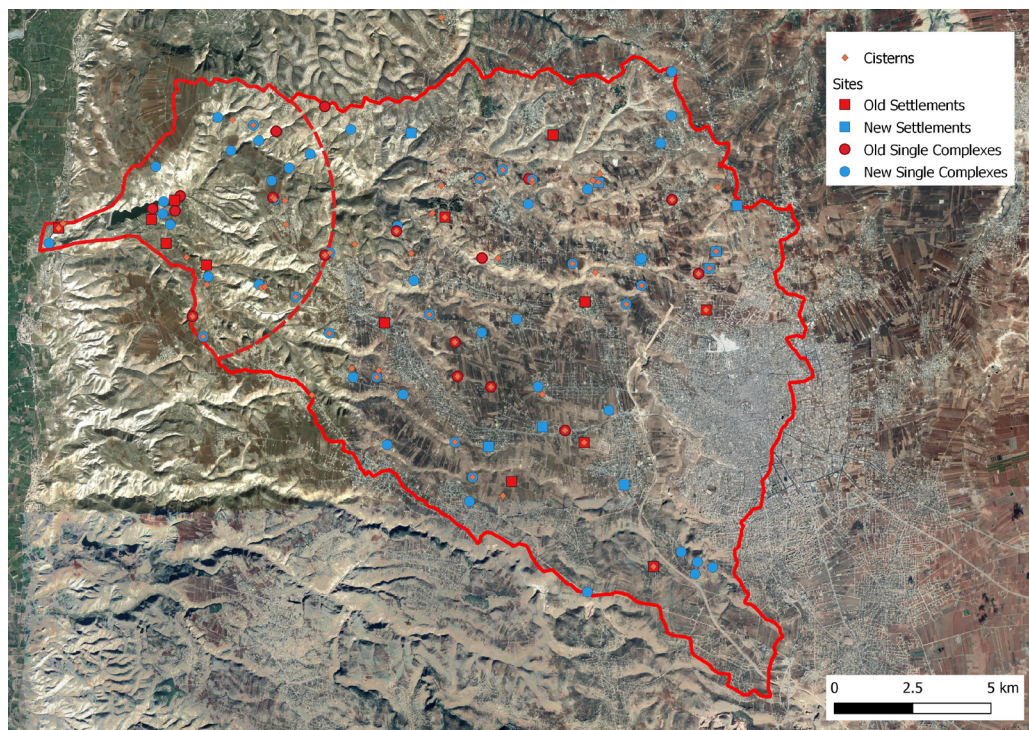 Cisterns
Sites
Old Settlements
New Settlements
Old Single Complexes
New Single Complexes
0 2.5 5 km